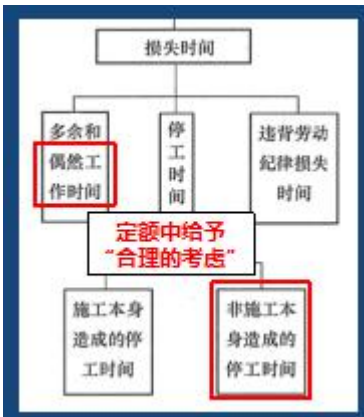 损失时间
多余和
偶然工
作时间
停
工
时
间
违背劳动
纪律损失
时间
定额中给予
“合理的考虑”
施工本身
造成的停
工时间
非施工本
身造成的
停工时间